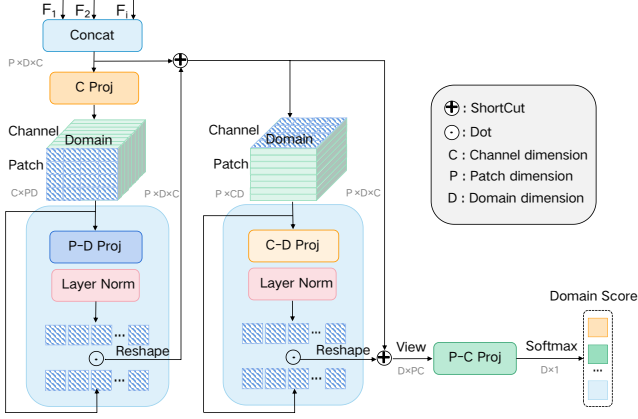 F1 F2 Fi
Concat
P×D×C
C Proj
Channel
Domain
Patch
C×PD
P×D×C
P-D Proj
Layer Norm
...
Reshape
...
Channel
Domain
Patch
P×CD
P×D×C
C-D Proj
Layer Norm
...
Reshape
...
: ShortCut
: Dot
C : Channel dimension
P : Patch dimension
D : Domain dimension
View
D×PC
P-C Proj
Softmax
D×1
Domain Score
...